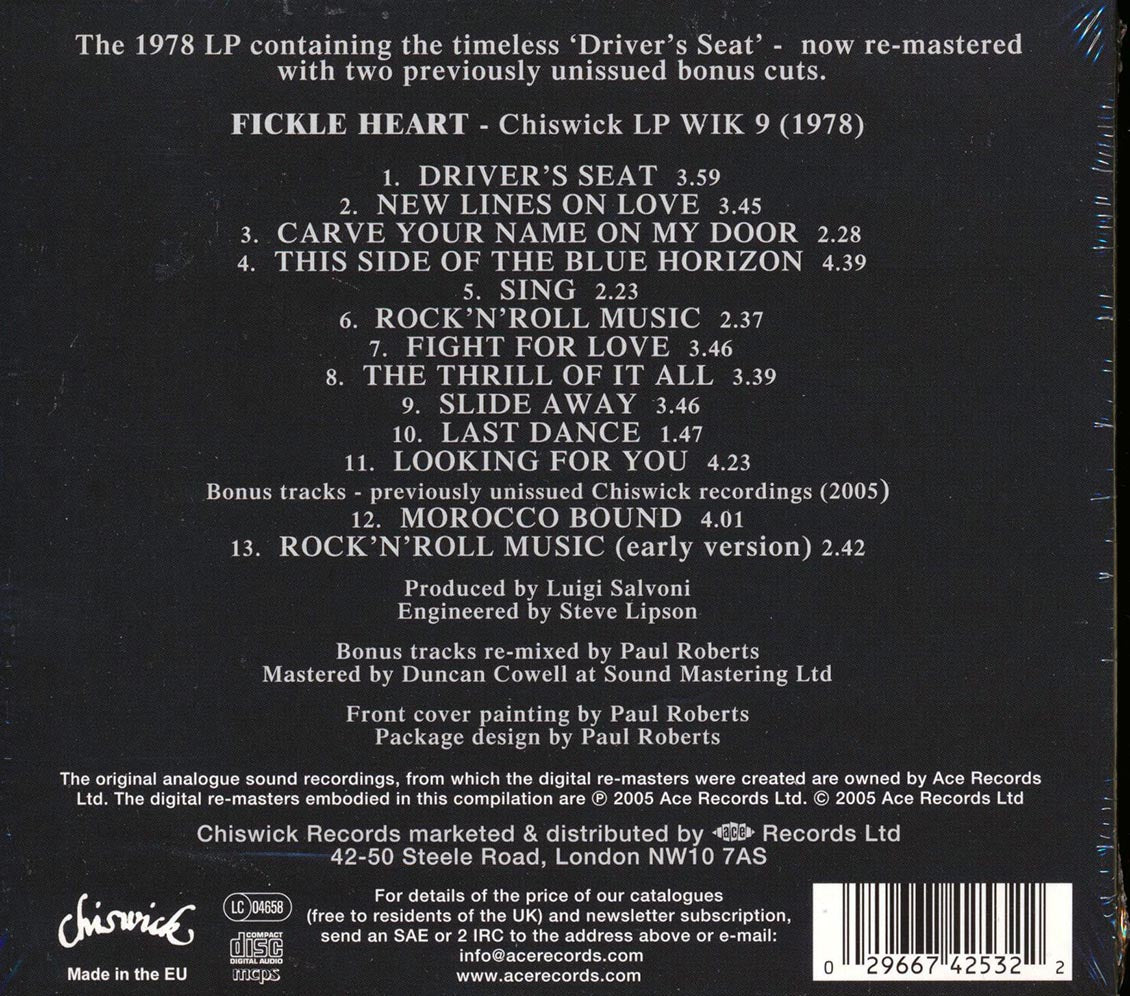 The 1978 LP containing the timeless ‘Driver’s Seat’ - now re-mastered
with two previously unissued bonus cuts.
FICKLE HEART - Chiswick LP WIK 9 (1978)
1. DRIVER’S SEAT 3.59
2. NEW LINES ON LOVE 3.45
3. CARVE YOUR NAME ON MY DOOR 2.28
4. THIS SIDE OF THE BLUE HORIZON 4.39
5. SING 2.23
6. ROCK’N’ROLL MUSIC 2.37
7. FIGHT FOR LOVE 3.46
8. THE THRILL OF IT ALL 3.39
9. SLIDE AWAY 3.46
10. LAST DANCE 1.47
11. LOOKING FOR YOU 4.23
Bonus tracks - previously unissued Chiswick recordings (2005)
12. MOROCCO BOUND 4.01
13. ROCK’N’ROLL MUSIC (early version) 2.42
Produced by Luigi Salvoni
Engineered by Steve Lipson
Bonus tracks re-mixed by Paul Roberts
Mastered by Duncan Cowell at Sound Mastering Ltd
Front cover painting by Paul Roberts
Package design by Paul Roberts
The original analogue sound recordings, from which the digital re-masters were created are owned by Ace Records
Ltd. The digital re-masters embodied in this compilation are ℗ 2005 Ace Records Ltd. © 2005 Ace Records Ltd
Chiswick Records marketed & distributed by ace Records Ltd
42-50 Steele Road, London NW10 7AS
chiswick
Made in the EU
LC 04658
COMPACT
disc
DIGITAL AUDIO
mcps
For details of the price of our catalogues
(free to residents of the UK) and newsletter subscription,
send an SAE or 2 IRC to the address above or e-mail:
info@acerecords.com
www.acerecords.com
0 29667 42532 2